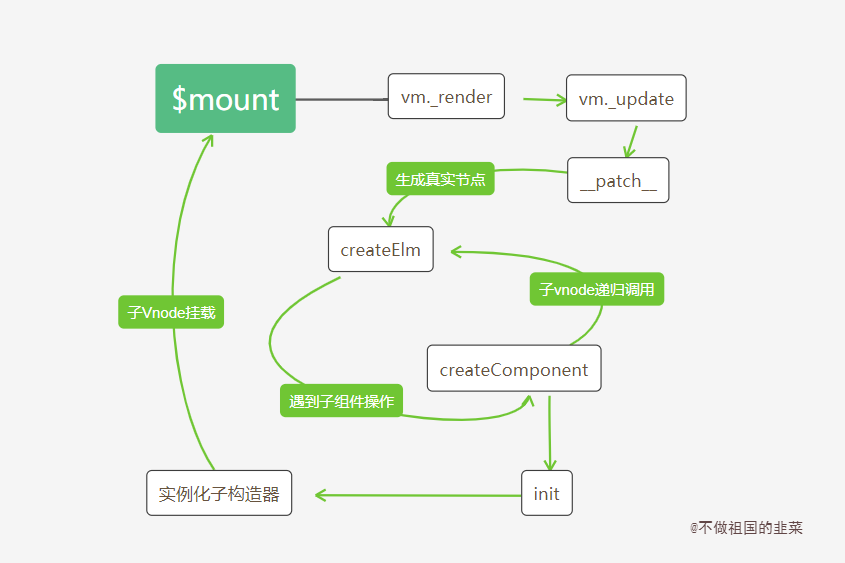 $mount
vm._render
vm._update
生成真实节点
__patch__
createElm
子vnode递归调用
子Vnode挂载
createComponent
遇到子组件操作
实例化子构造器
init
@不做祖国的韭菜